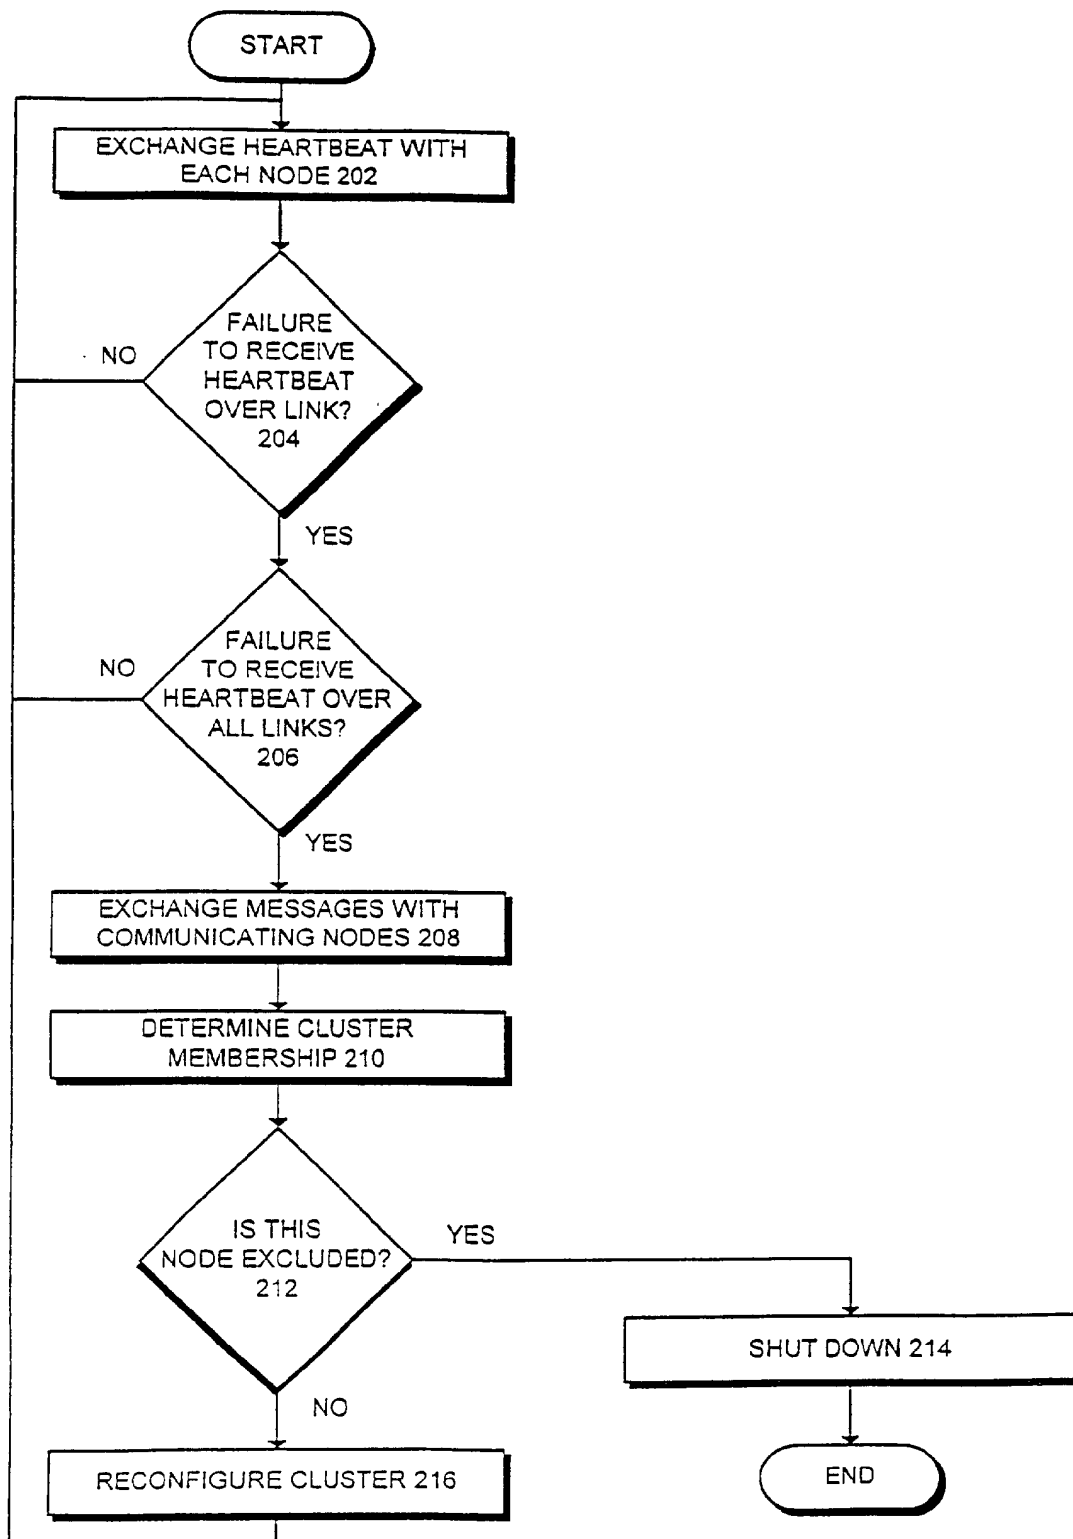 START
EXCHANGE HEARTBEAT WITH
EACH NODE 202
FAILURE
TO RECEIVE
HEARTBEAT
OVER LINK?
204
NO
YES
FAILURE
TO RECEIVE
HEARTBEAT OVER
ALL LINKS?
206
NO
YES
EXCHANGE MESSAGES WITH
COMMUNICATING NODES 208
DETERMINE CLUSTER
MEMBERSHIP 210
IS THIS
NODE EXCLUDED?
212
YES
SHUT DOWN 214
NO
RECONFIGURE CLUSTER 216
END